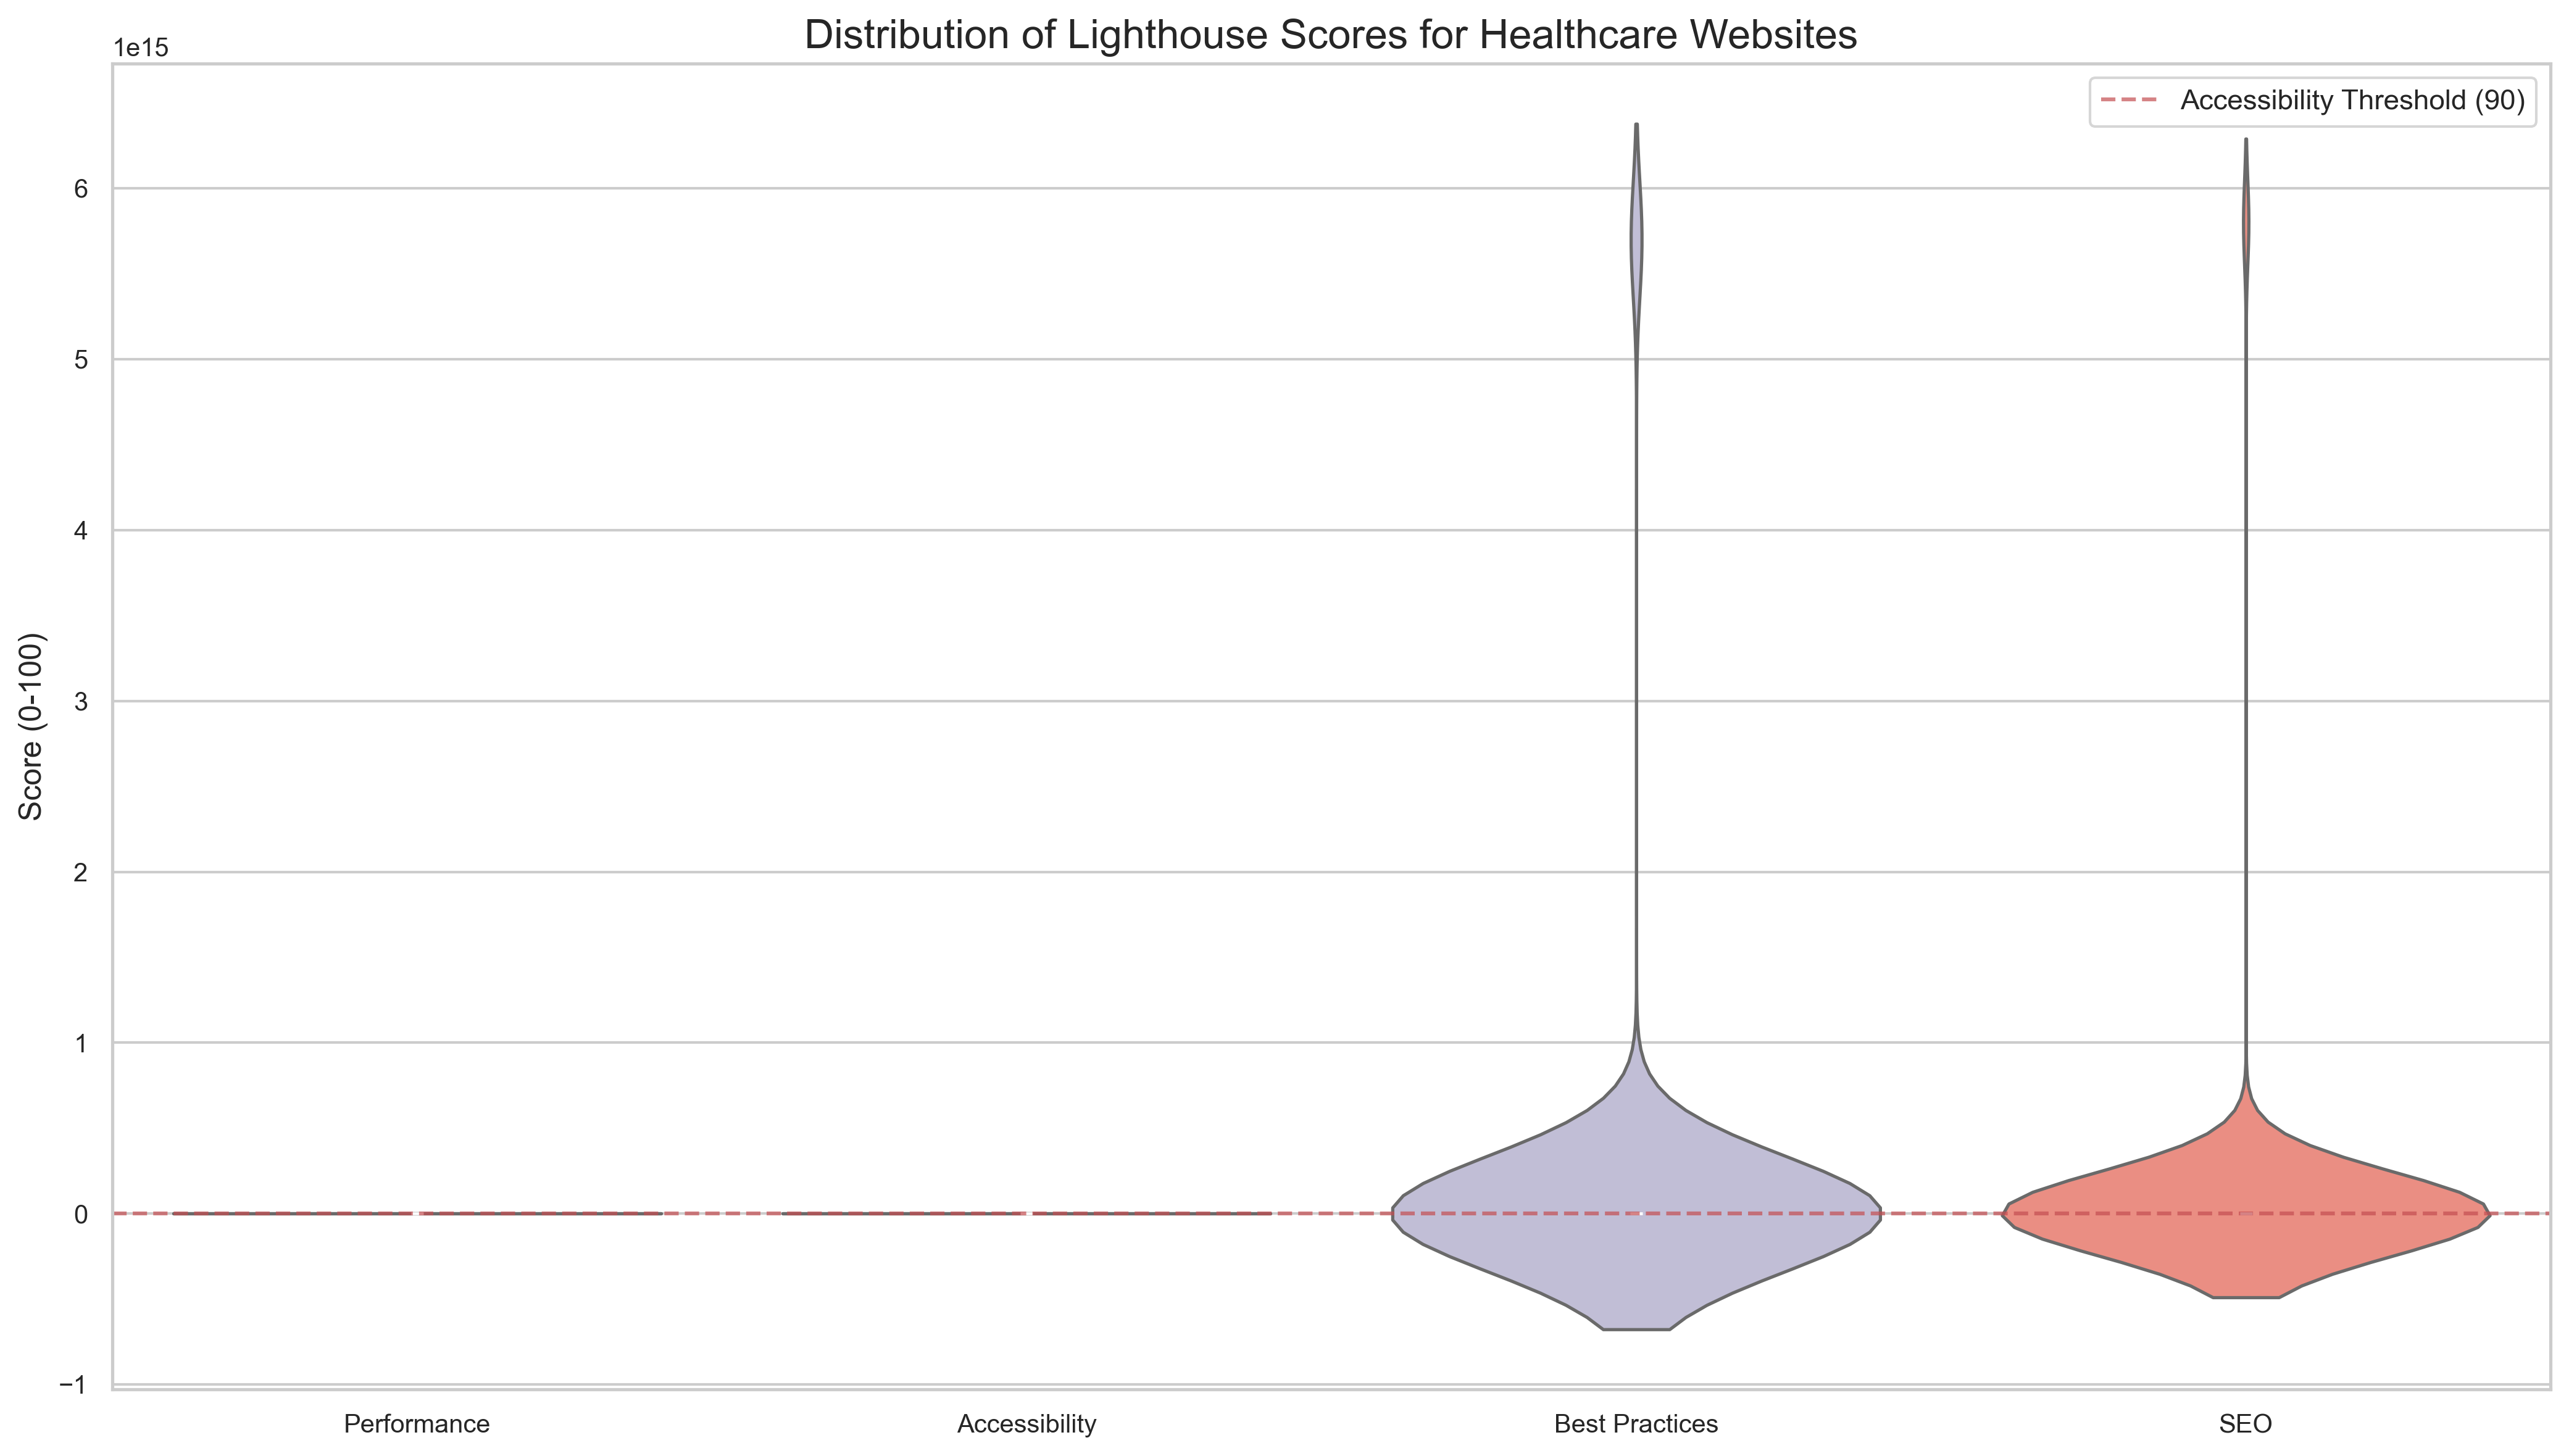 Distribution of Lighthouse Scores for Healthcare Websites
1e15
Accessibility Threshold (90)
6
5
4
3
2
1
0
−1
Score (0-100)
Performance
Accessibility
Best Practices
SEO